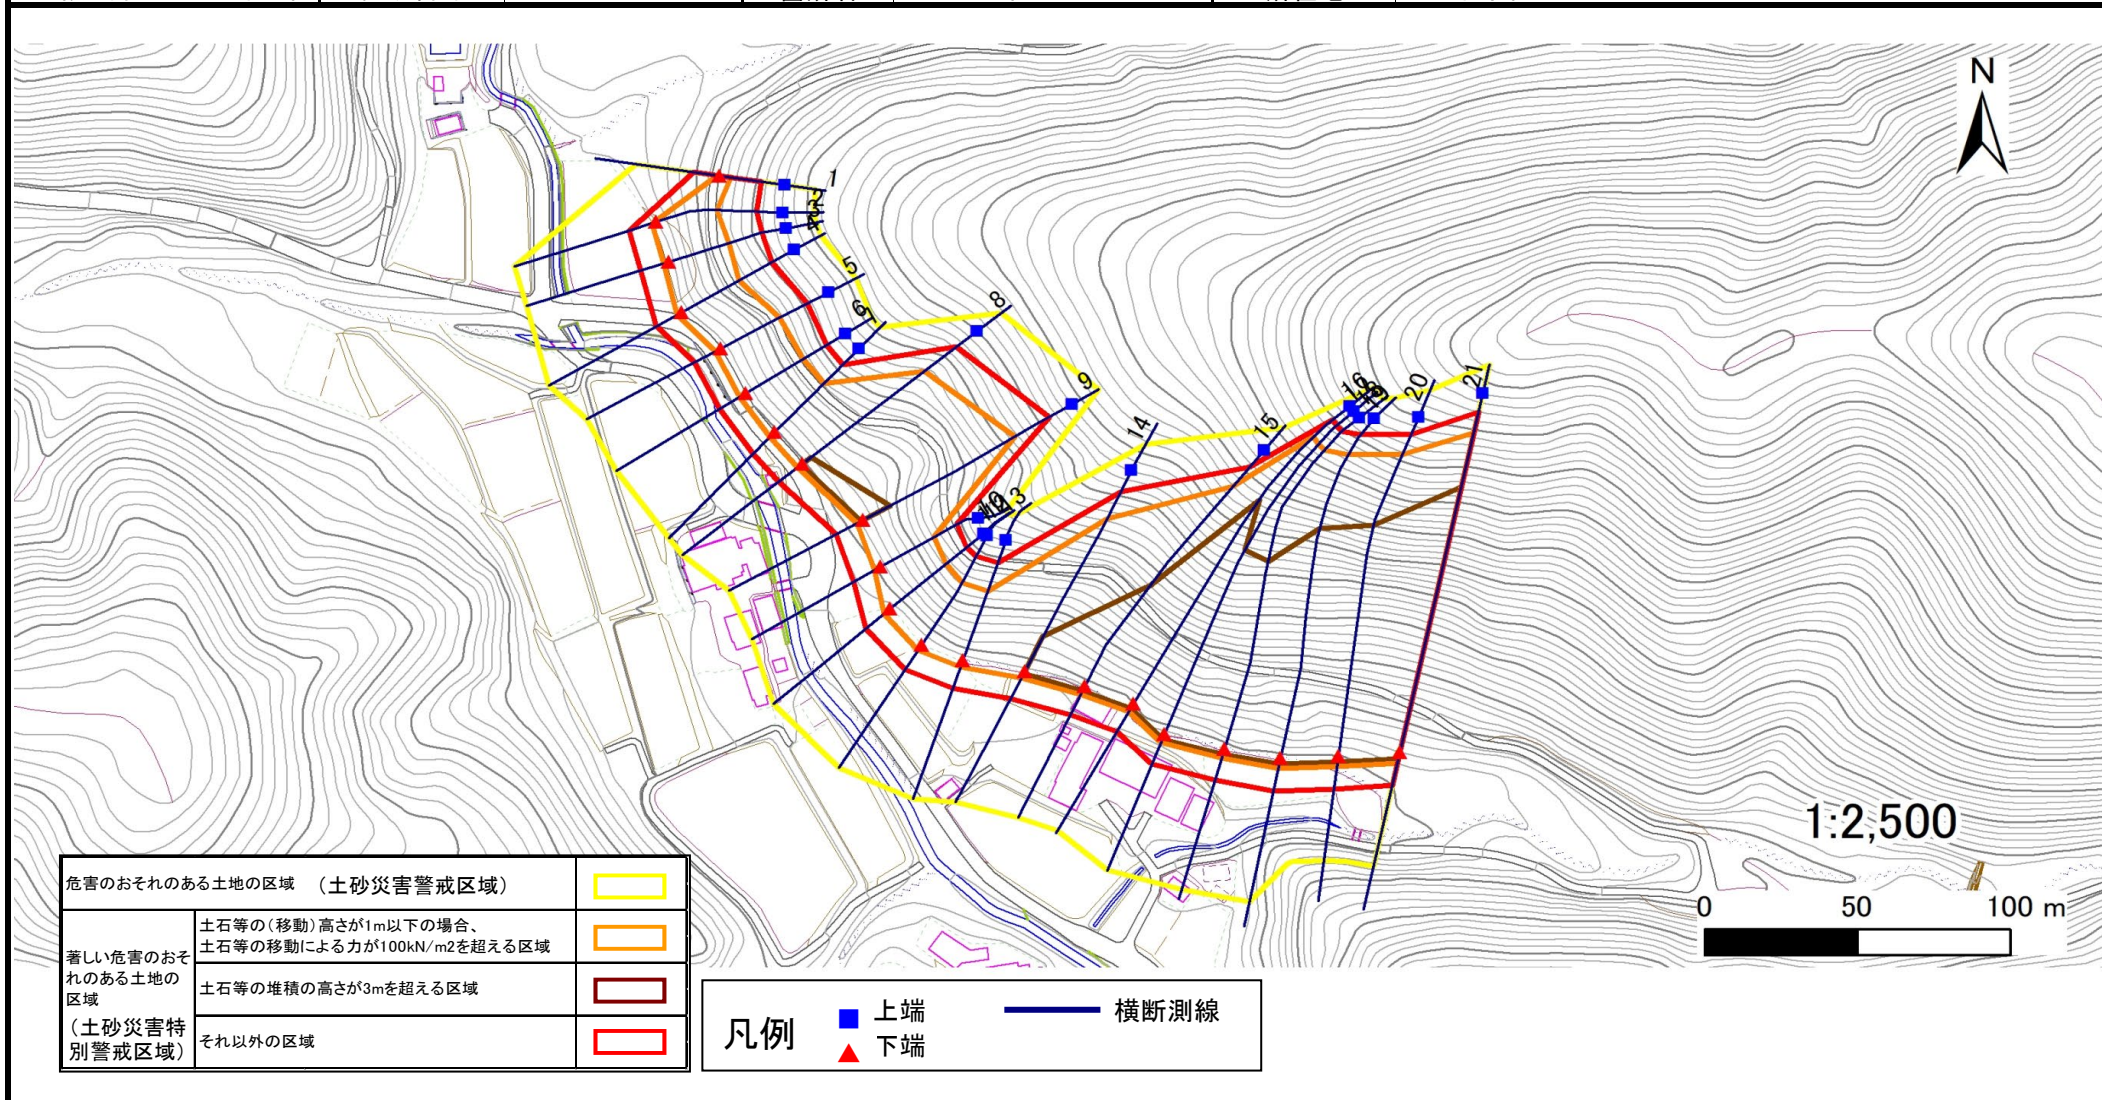 N
1
2
3
4
5
6
7
8
9
10
13
14
15
16
20
21
1:2,500
0 50 100 m
危害のおそれのある土地の区域 （土砂災害警戒区域）
著しい危害のおそ
れのある土地の
区域
（土砂災害特
別警戒区域）
土石等の（移動）高さが1m以下の場合、
土石等の移動による力が100kN/m2を超える区域
土石等の堆積の高さが3mを超える区域
それ以外の区域
凡例
上端
下端
横断測線